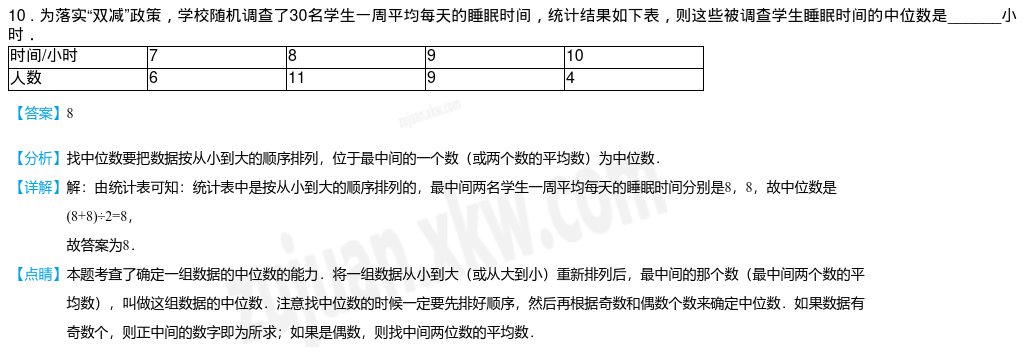 10．为落实“双减”政策，学校随机调查了30名学生一周平均每天的睡眠时间，统计结果如下表，则这些被调查学生睡眠时间的中位数是______小
时．
时间/小时 7 8 9 10
人数 6 11 9 4
【答案】8
zujuan.xkw.com
【分析】找中位数要把数据按从小到大的顺序排列，位于最中间的一个数（或两个数的平均数）为中位数．
【详解】解：由统计表可知：统计表中是按从小到大的顺序排列的，最中间两名学生一周平均每天的睡眠时间分别是8，8，故中位数是
(8+8)÷2=8，
故答案为8．
zujuan.xkw.com
【点睛】本题考查了确定一组数据的中位数的能力．将一组数据从小到大（或从大到小）重新排列后，最中间的那个数（最中间两个数的平
均数），叫做这组数据的中位数．注意找中位数的时候一定要先排好顺序，然后再根据奇数和偶数个数来确定中位数．如果数据有
奇数个，则正中间的数字即为所求；如果是偶数，则找中间两位数的平均数．